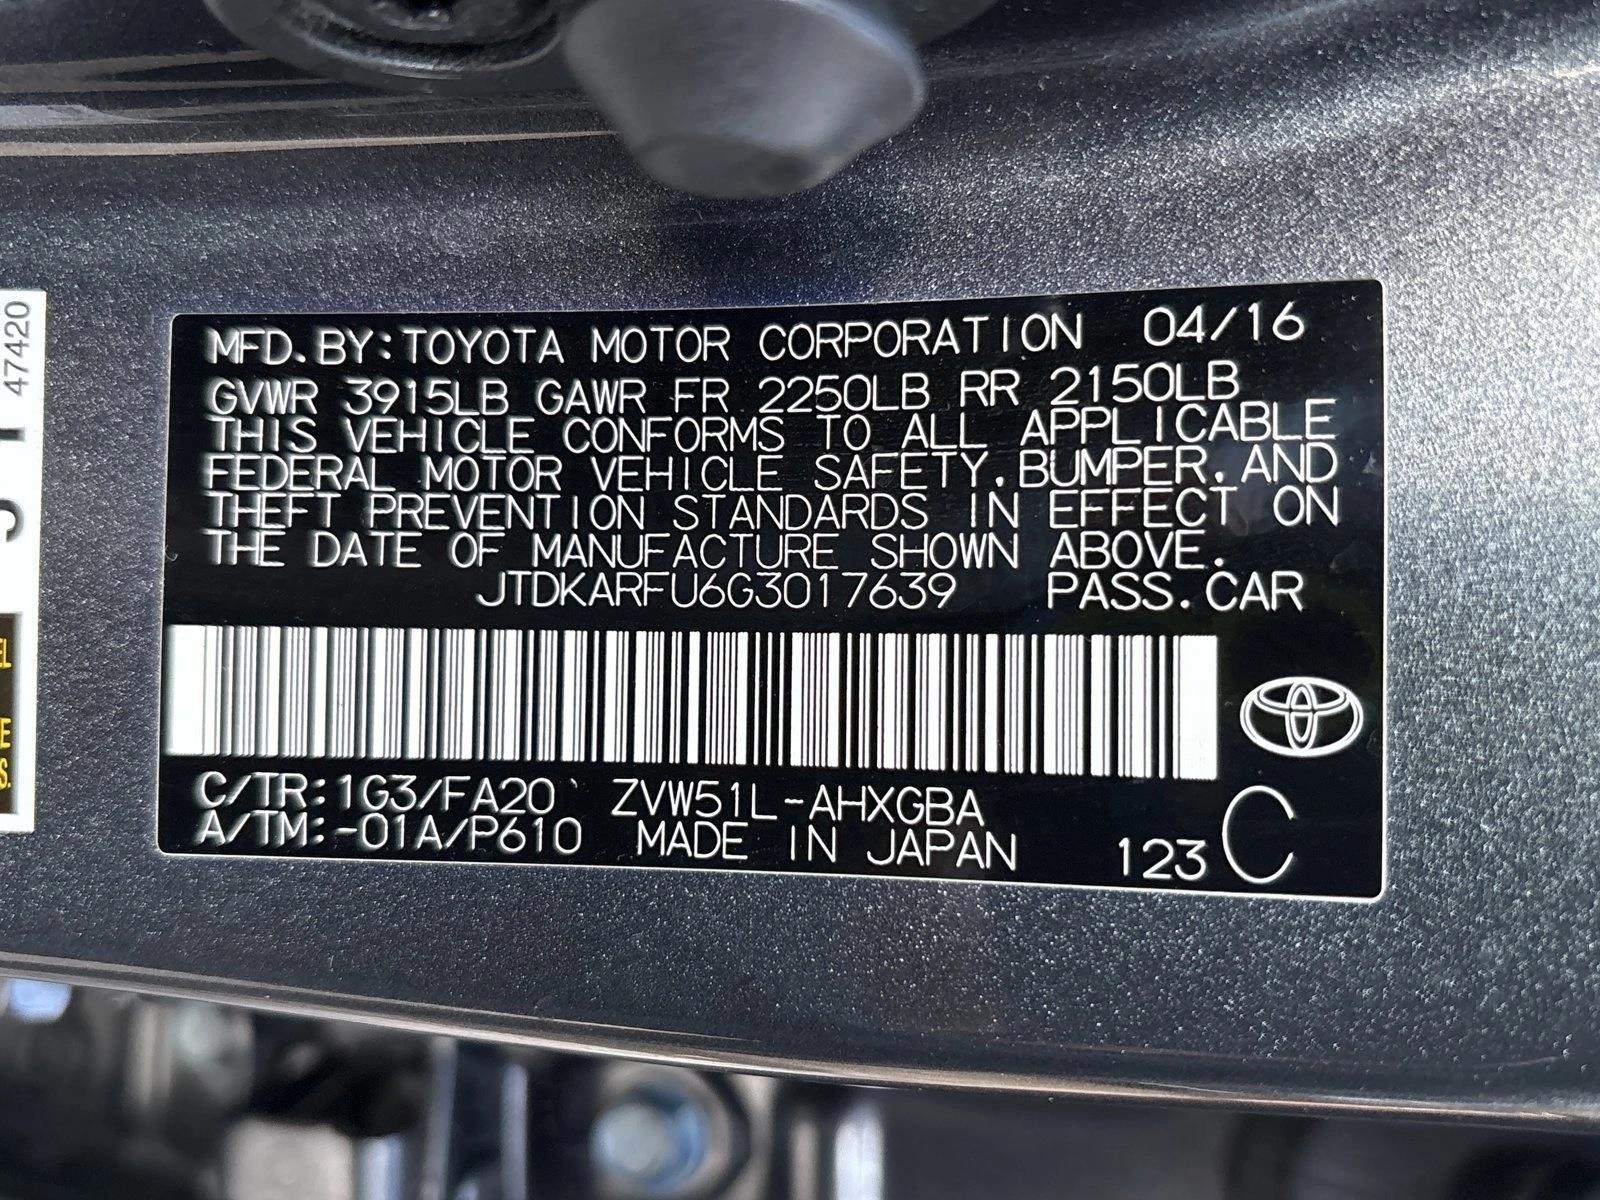 MFD.BY:TOYOTA MOTOR CORPORATION 04/16
GVWR 3915LB GAWR FR 2250LB RR 2150LB
THIS VEHICLE CONFORMS TO ALL APPLICABLE
FEDERAL MOTOR VEHICLE SAFETY.BUMPER.AND
THEFT PREVENTION STANDARDS IN EFFECT ON
THE DATE OF MANUFACTURE SHOWN ABOVE.
JTDKARFU6G3017639 PASS.CAR
C/TR:1G3/FA20 ZVW51L-AHXGBA
A/TM:-01A/P610 MADE IN JAPAN 123 C
47420